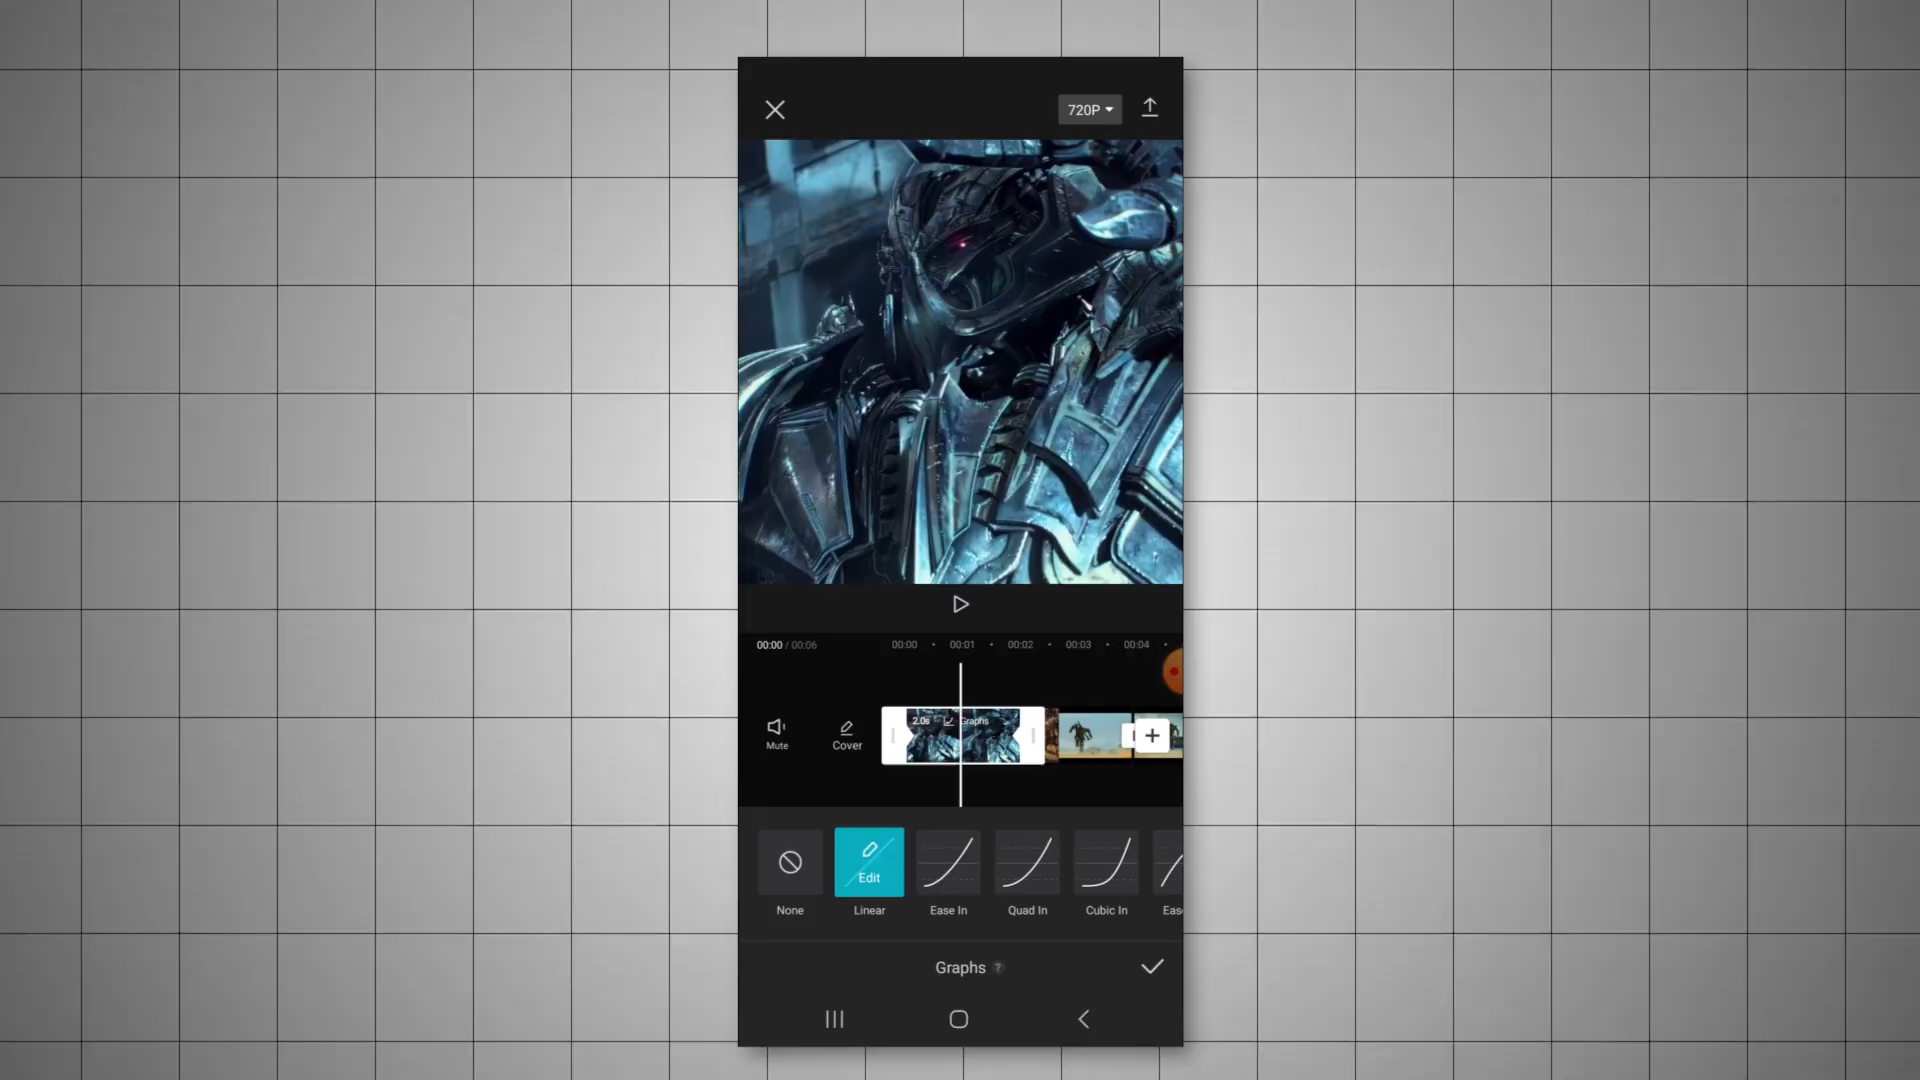 720P
00:00 / 00:06 00:00 00:01 00:02 00:03 00:04
2.0s Graphs
Mute Cover
Edit
None Linear Ease In Quad In Cubic In Eas
Graphs ?